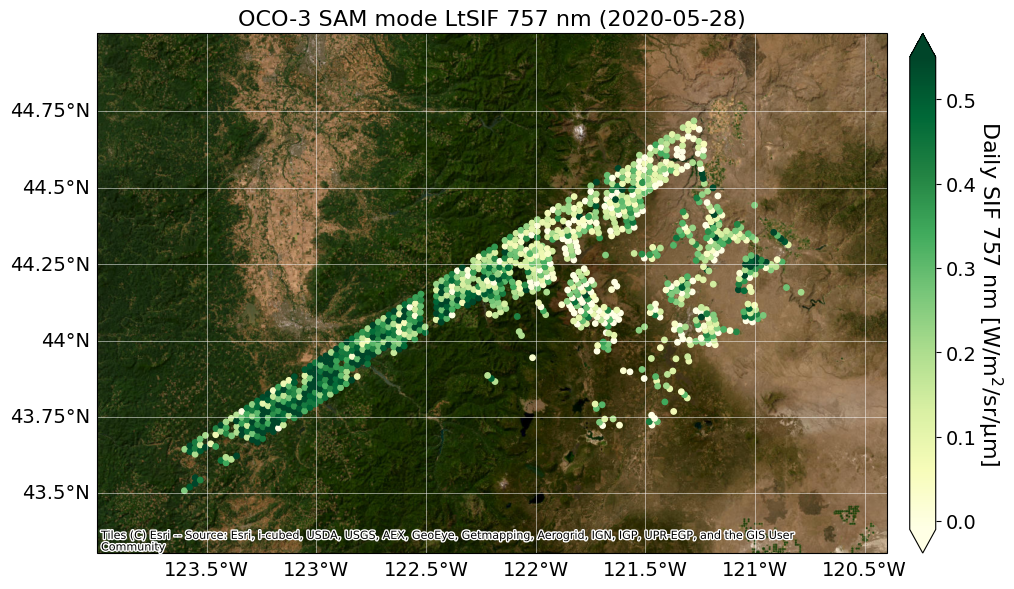 OCO-3 SAM mode LtSIF 757 nm (2020-05-28)
44.75°N
44.5°N
44.25°N
44°N
43.75°N
43.5°N
Tiles (C) Esri -- Source: Esri, i-cubed, USDA, USGS, AEX, GeoEye, Getmapping, Aerogrid, IGN, IGP, UPR-EGP, and the GIS User
Community
123.5°W 123°W 122.5°W 122°W 121.5°W 121°W 120.5°W
0.5
0.4
0.3
0.2
0.1
0.0
Daily SIF 757 nm [W/m²/sr/μm]